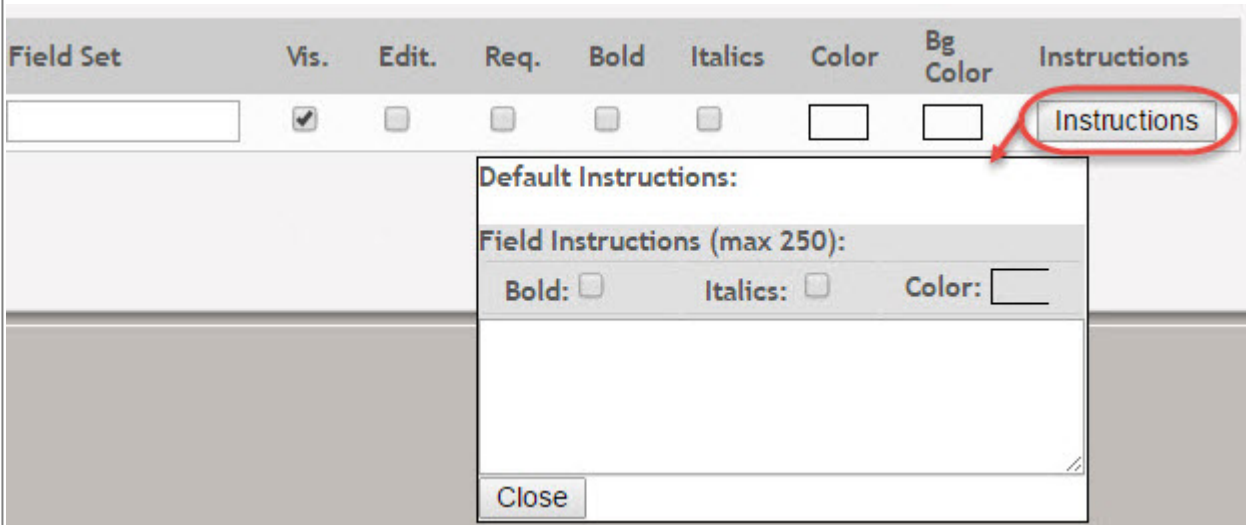 Field Set Vis. Edit. Req. Bold Italics Color Bg Color Instructions
Instructions
Default Instructions:
Field Instructions (max 250):
Bold: Italics: Color:
Close